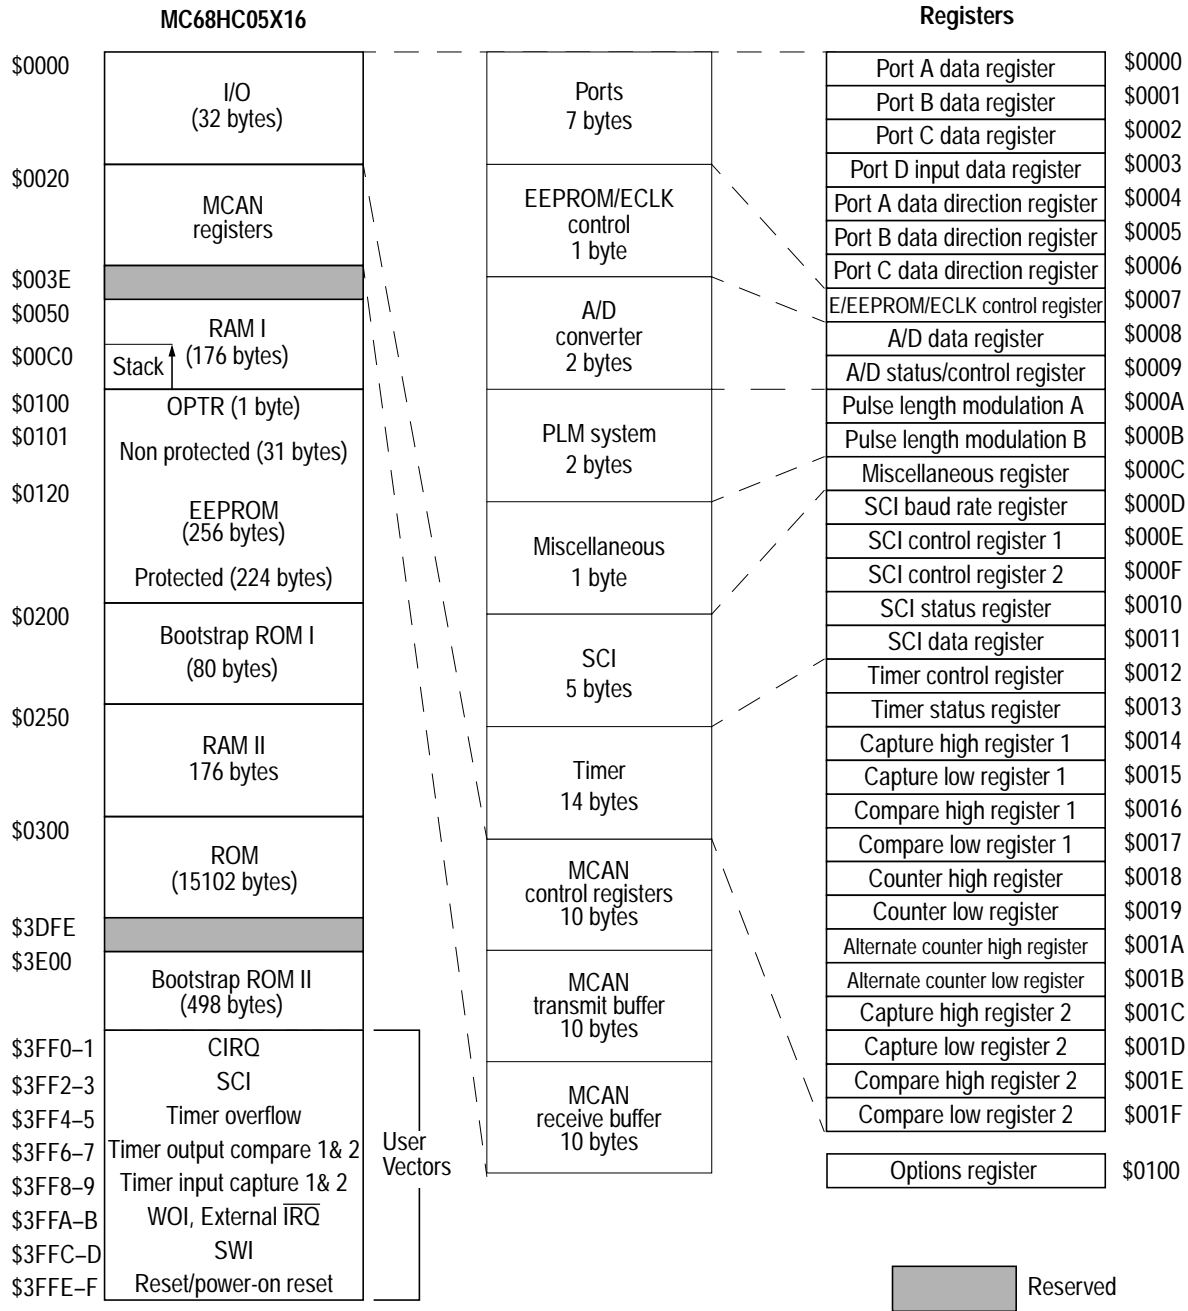 MC68HC05X16
$0000
I/O
(32 bytes)
$0020
MCAN
registers
$003E
$0050
RAM I
(176 bytes)
$00C0
Stack
$0100
OPTR (1 byte)
$0101
Non protected (31 bytes)
$0120
EEPROM
(256 bytes)
Protected (224 bytes)
$0200
Bootstrap ROM I
(80 bytes)
$0250
RAM II
176 bytes
$0300
ROM
(15102 bytes)
$3DFE
$3E00
Bootstrap ROM II
(498 bytes)
$3FF0–1
CIRQ
$3FF2–3
SCI
$3FF4–5
Timer overflow
$3FF6–7
Timer output compare 1& 2
$3FF8–9
Timer input capture 1& 2
$3FFA–B
WOI, External IRQ
$3FFC–D
SWI
$3FFE–F
Reset/power-on reset
User
Vectors
Ports
7 bytes
EEPROM/ECLK
control
1 byte
A/D
converter
2 bytes
PLM system
2 bytes
Miscellaneous
1 byte
SCI
5 bytes
Timer
14 bytes
MCAN
control registers
10 bytes
MCAN
transmit buffer
10 bytes
MCAN
receive buffer
10 bytes
Registers
Port A data register $0000
Port B data register $0001
Port C data register $0002
Port D input data register $0003
Port A data direction register $0004
Port B data direction register $0005
Port C data direction register $0006
E/EEPROM/ECLK control register $0007
A/D data register $0008
A/D status/control register $0009
Pulse length modulation A $000A
Pulse length modulation B $000B
Miscellaneous register $000C
SCI baud rate register $000D
SCI control register 1 $000E
SCI control register 2 $000F
SCI status register $0010
SCI data register $0011
Timer control register $0012
Timer status register $0013
Capture high register 1 $0014
Capture low register 1 $0015
Compare high register 1 $0016
Compare low register 1 $0017
Counter high register $0018
Counter low register $0019
Alternate counter high register $001A
Alternate counter low register $001B
Capture high register 2 $001C
Capture low register 2 $001D
Compare high register 2 $001E
Compare low register 2 $001F
Options register $0100
Reserved